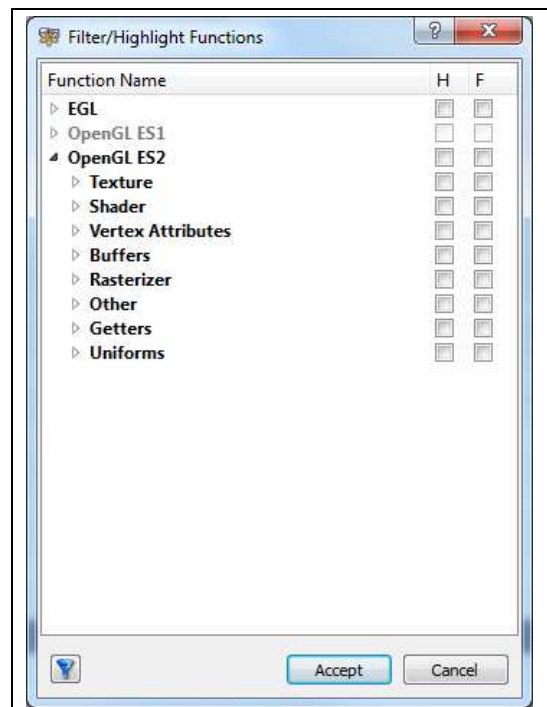 Filter/Highlight Functions
Function Name H F
EGL
OpenGL ES1
OpenGL ES2
Texture
Shader
Vertex Attributes
Buffers
Rasterizer
Other
Getters
Uniforms
Accept Cancel